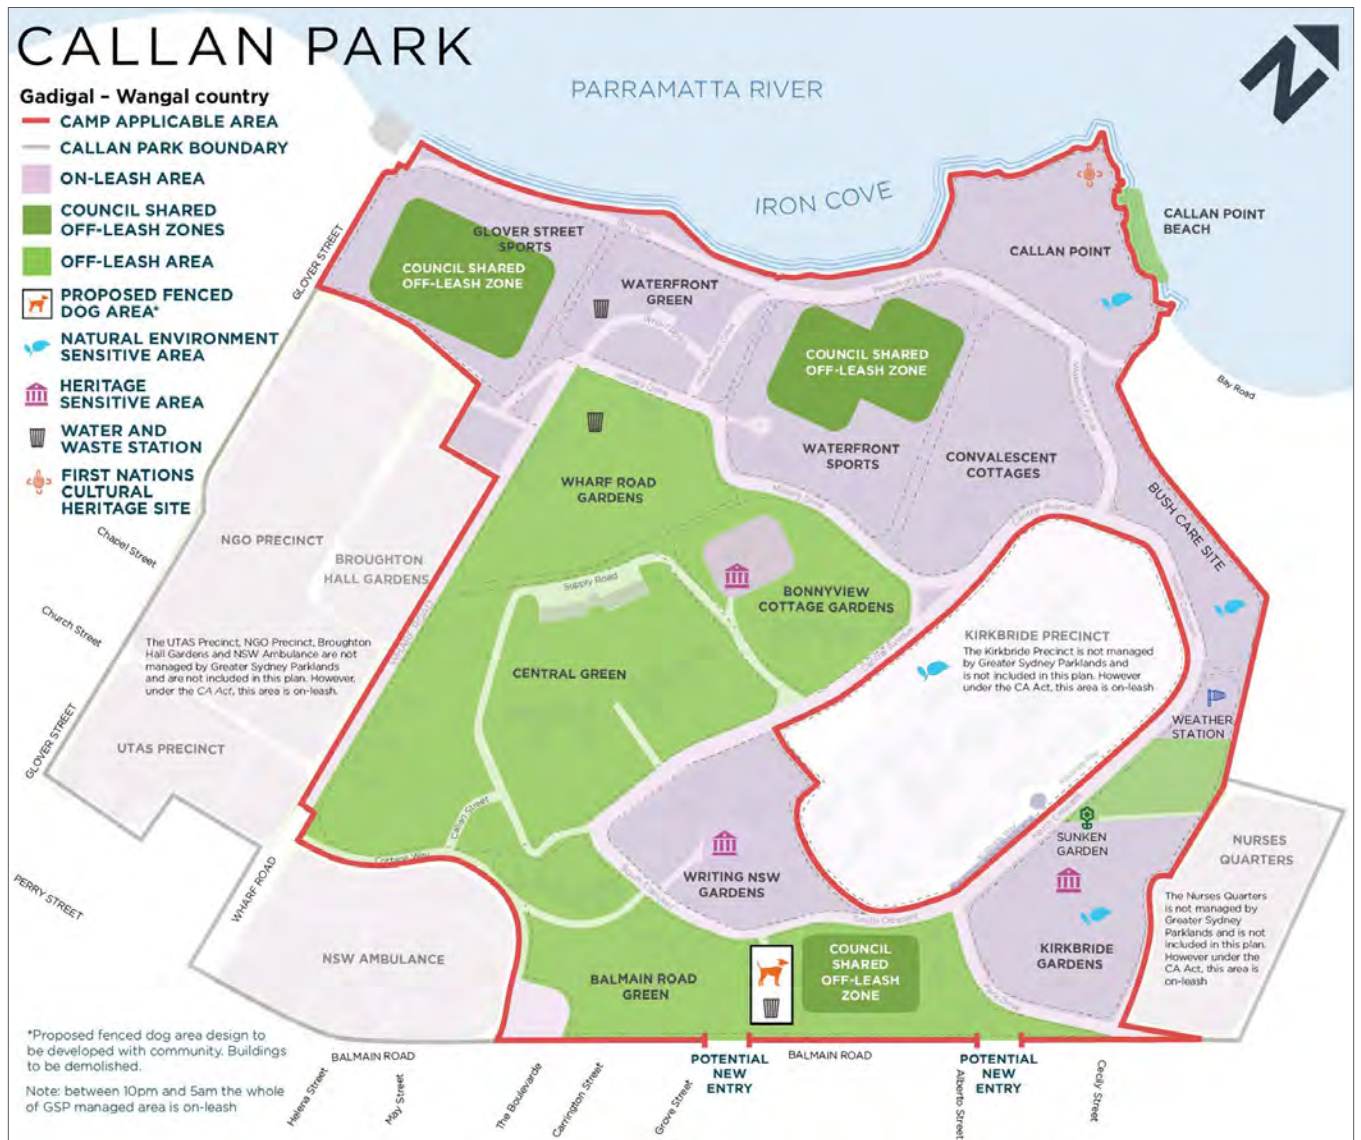 CALLAN PARK
Gadigal – Wangal country
CAMP APPLICABLE AREA
CALLAN PARK BOUNDARY
ON-LEASH AREA
COUNCIL SHARED
OFF-LEASH ZONES
OFF-LEASH AREA
PROPOSED FENCED
DOG AREA*
NATURAL ENVIRONMENT
SENSITIVE AREA
HERITAGE
SENSITIVE AREA
WATER AND
WASTE STATION
FIRST NATIONS
CULTURAL
HERITAGE SITE
N
PARRAMATTA RIVER
IRON COVE
CALLAN POINT
BEACH
CALLAN POINT
Bay Road
GLOVER STREET
GLOVER STREET
SPORTS
COUNCIL SHARED
OFF-LEASH ZONE
WATERFRONT
GREEN
COUNCIL SHARED
OFF-LEASH ZONE
WATERFRONT
SPORTS
CONVALESCENT
COTTAGES
BUSH CARE SITE
WHARF ROAD
GARDENS
Central Avenue
NGO PRECINCT
BROUGHTON
HALL GARDENS
Chapel Street
Church Street
Supply Road
BONNYVIEW
COTTAGE GARDENS
The UTAS Precinct, NGO Precinct, Broughton
Hall Gardens and NSW Ambulance are not
managed by Greater Sydney Parklands
and are not included in this plan. However,
under the CA Act, this area is on-leash.
CENTRAL GREEN
KIRKBRIDE PRECINCT
The Kirkbride Precinct is not managed
by Greater Sydney Parklands and
is not included in this plan. However
under the CA Act, this area is on-leash
WEATHER
STATION
GLOVER STREET
UTAS PRECINCT
Callan Street
SUNKEN
GARDEN
NURSES
QUARTERS
Cottage Way
WRITING NSW
GARDENS
PERRY STREET
WHARF ROAD
The Nurses Quarters
is not managed by
Greater Sydney
Parklands and is not
included in this plan.
However under the
CA Act, this area is
on-leash
NSW AMBULANCE
BALMAIN ROAD
GREEN
COUNCIL
SHARED
OFF-LEASH
ZONE
KIRKBRIDE
GARDENS
*Proposed fenced dog area design to
be developed with community. Buildings
to be demolished.
Note: between 10pm and 5am the whole
of GSP managed area is on-leash
BALMAIN ROAD
POTENTIAL
NEW
ENTRY
BALMAIN ROAD
POTENTIAL
NEW
ENTRY
Helena Street
May Street
The Boulevarde
Carrington Street
Grove Street
Alberto Street
Cecily Street